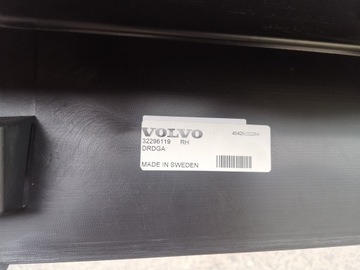 VOLVO
32296119 RH
DRDGA
MADE IN SWEDEN